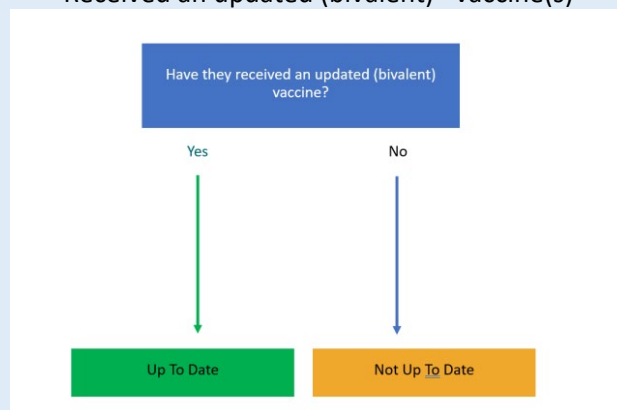 Received an updated (bivalent) vaccine(s)
Have they received an updated (bivalent)
vaccine?
Yes
No
Up To Date
Not Up To Date